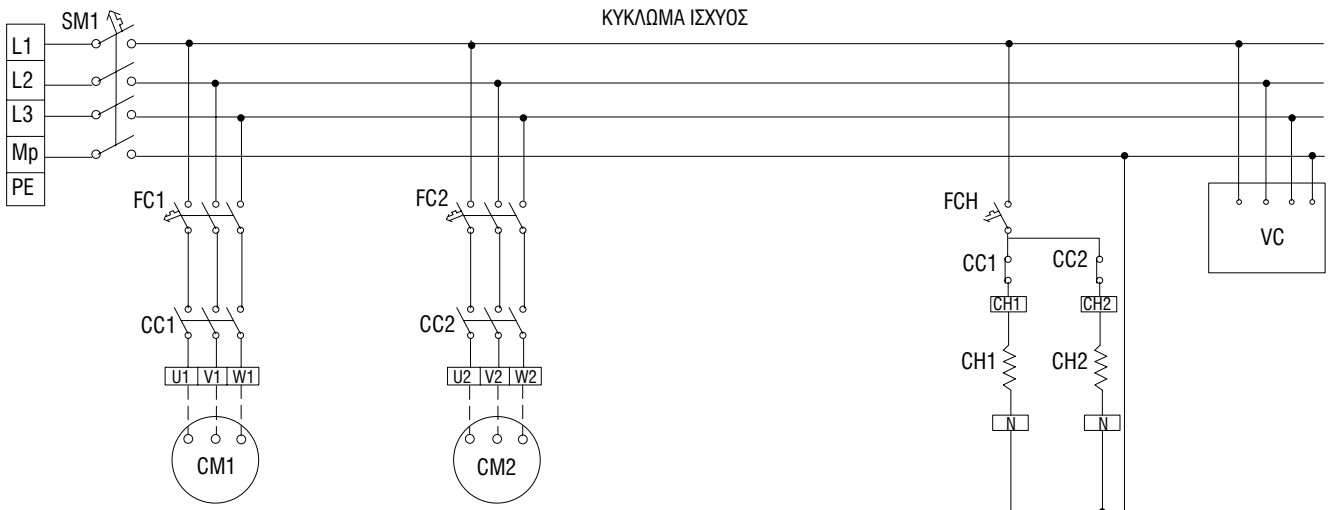 ΚΥΚΛΩΜΑ ΙΣΧΥΟΣ
SM1
L1
L2
L3
Mp
PE
FC1
FC2
FCH
VC
CC1
CC2
CC1
CC2
CH1
CH2
CH1
CH2
U1 V1 W1
U2 V2 W2
N
N
CM1
CM2